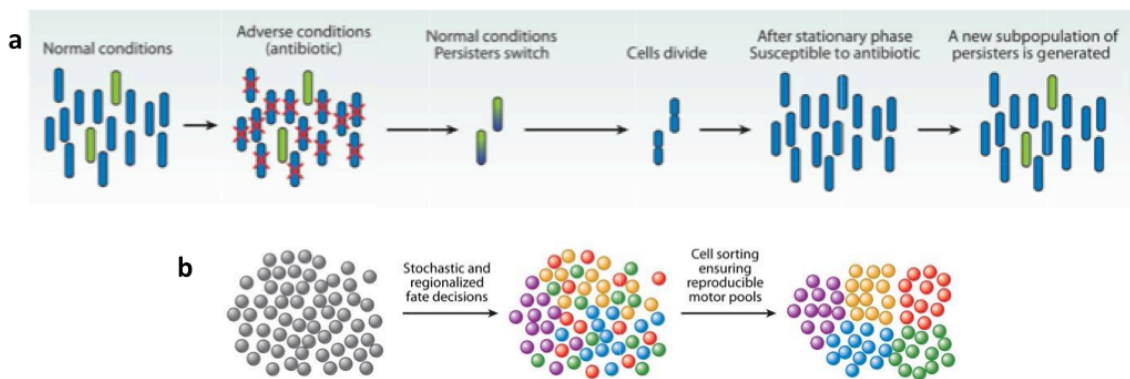 a
Normal conditions
Adverse conditions
(antibiotic)
Normal conditions
Persisters switch
Cells divide
After stationary phase
Susceptible to antibiotic
A new subpopulation of
persisters is generated
b
Stochastic and
regionalized
fate decisions
Cell sorting
ensuring
reproducible
motor pools